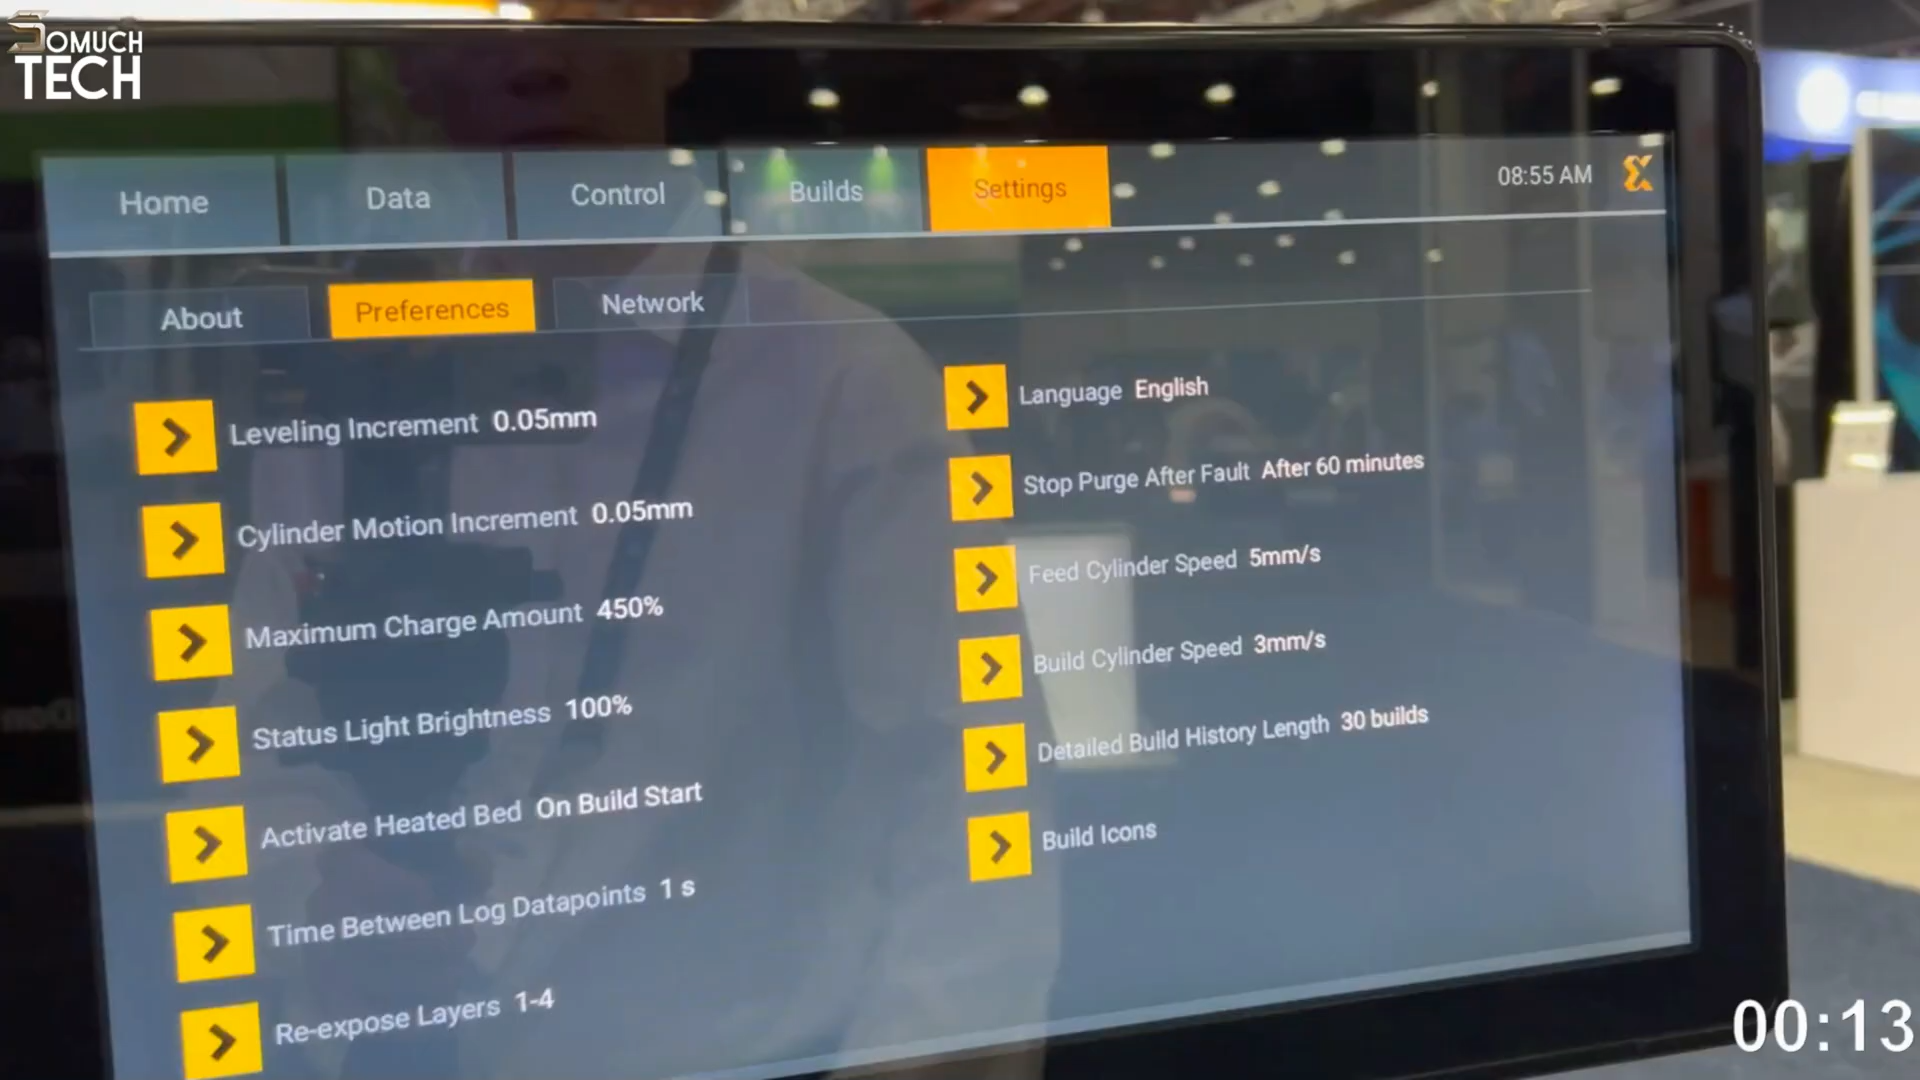 SOMUCH
TECH
Home
Data
Control
Builds
Settings
08:55 AM
About
Preferences
Network
Leveling Increment 0.05mm
Cylinder Motion Increment 0.05mm
Maximum Charge Amount 450%
Status Light Brightness 100%
Activate Heated Bed On Build Start
Time Between Log Datapoints 1 s
Re-expose Layers 1-4
Language English
Stop Purge After Fault After 60 minutes
Feed Cylinder Speed 5mm/s
Build Cylinder Speed 3mm/s
Detailed Build History Length 30 builds
Build Icons
00:13